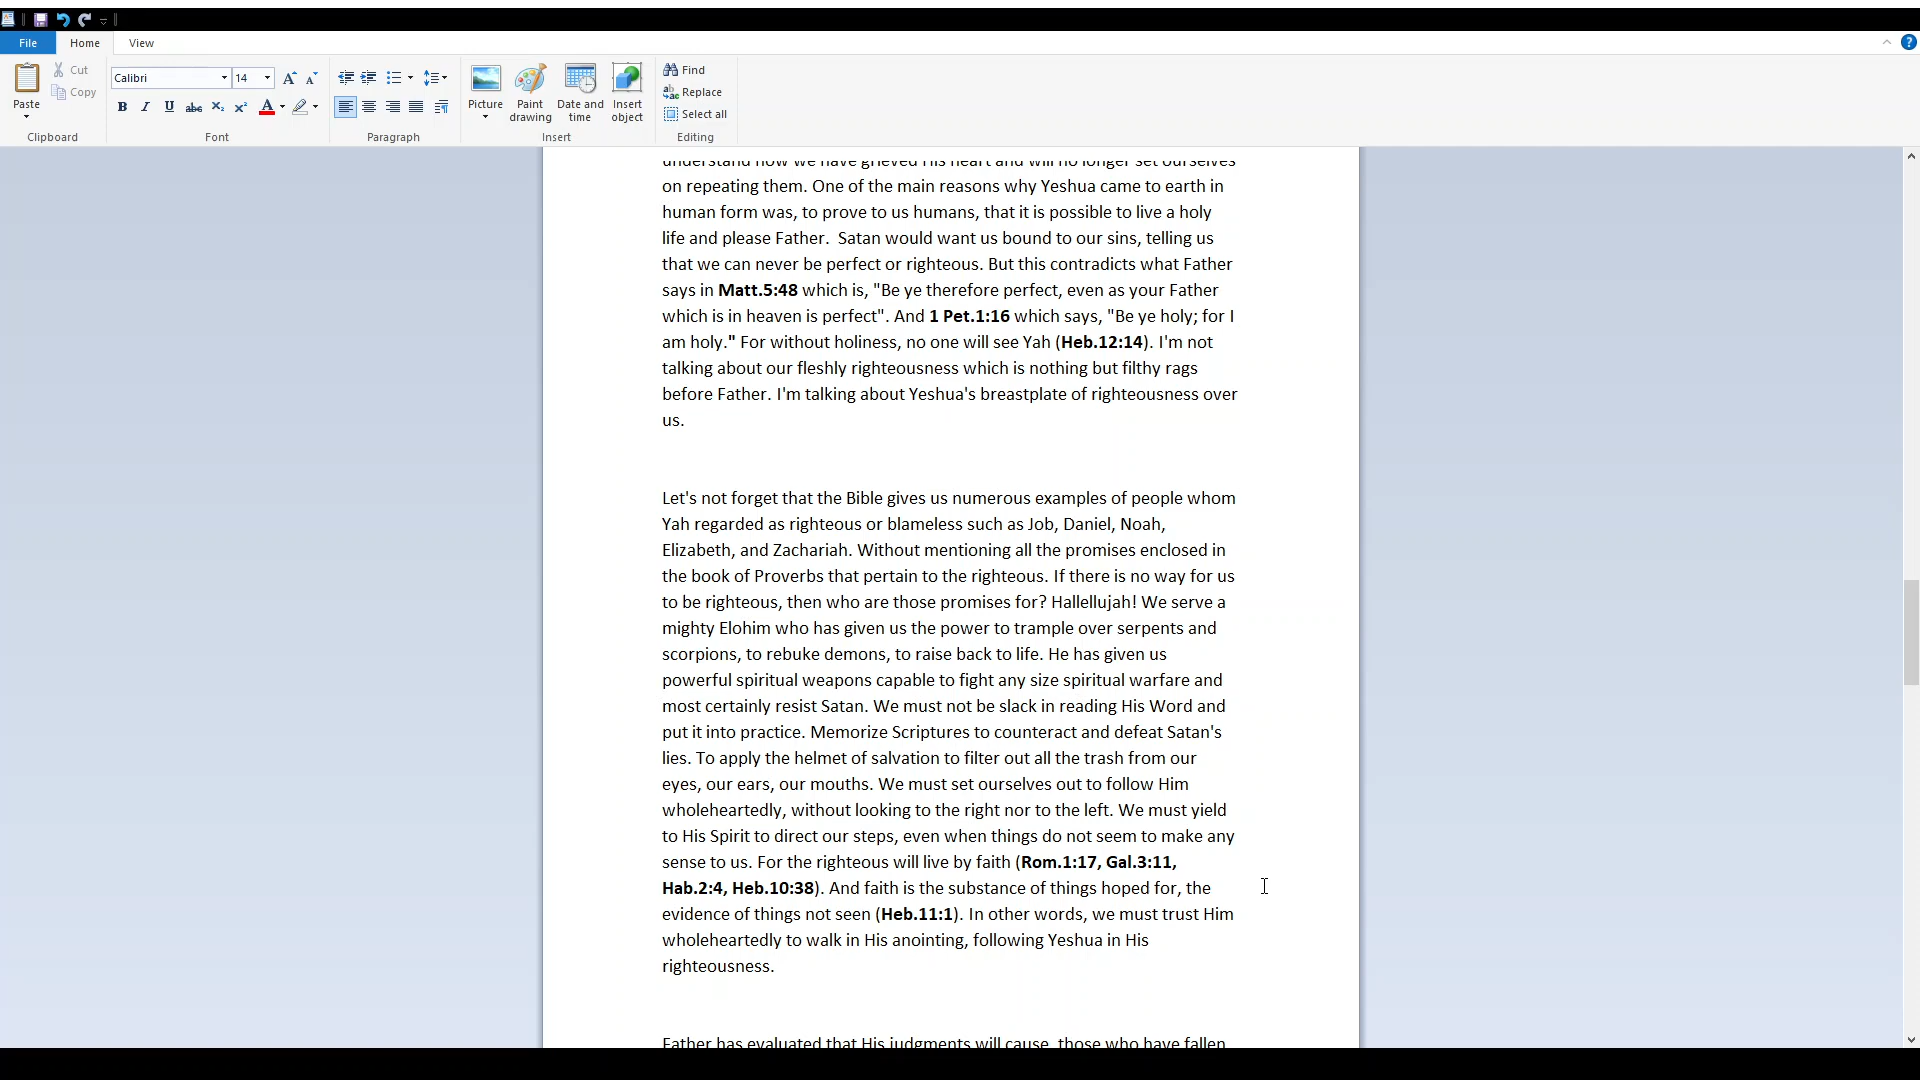 File Home View
Paste
Cut
Copy
Clipboard
Calibri 14
B I U abc X₂ X²
A
Font
Paragraph
Picture
Paint drawing
Date and time
Insert object
Insert
Find
Replace
Select all
Editing
understand how we have grieved His heart and will no longer set ourselves
on repeating them. One of the main reasons why Yeshua came to earth in
human form was, to prove to us humans, that it is possible to live a holy
life and please Father.  Satan would want us bound to our sins, telling us
that we can never be perfect or righteous. But this contradicts what Father
says in Matt.5:48 which is, "Be ye therefore perfect, even as your Father
which is in heaven is perfect". And 1 Pet.1:16 which says, "Be ye holy; for I
am holy." For without holiness, no one will see Yah (Heb.12:14). I'm not
talking about our fleshly righteousness which is nothing but filthy rags
before Father. I'm talking about Yeshua's breastplate of righteousness over
us.
Let's not forget that the Bible gives us numerous examples of people whom
Yah regarded as righteous or blameless such as Job, Daniel, Noah,
Elizabeth, and Zachariah. Without mentioning all the promises enclosed in
the book of Proverbs that pertain to the righteous. If there is no way for us
to be righteous, then who are those promises for? Hallellujah! We serve a
mighty Elohim who has given us the power to trample over serpents and
scorpions, to rebuke demons, to raise back to life. He has given us
powerful spiritual weapons capable to fight any size spiritual warfare and
most certainly resist Satan. We must not be slack in reading His Word and
put it into practice. Memorize Scriptures to counteract and defeat Satan's
lies. To apply the helmet of salvation to filter out all the trash from our
eyes, our ears, our mouths. We must set ourselves out to follow Him
wholeheartedly, without looking to the right nor to the left. We must yield
to His Spirit to direct our steps, even when things do not seem to make any
sense to us. For the righteous will live by faith (Rom.1:17, Gal.3:11,
Hab.2:4, Heb.10:38). And faith is the substance of things hoped for, the
evidence of things not seen (Heb.11:1). In other words, we must trust Him
wholeheartedly to walk in His anointing, following Yeshua in His
righteousness.
Father has evaluated that His judgments will cause, those who have fallen